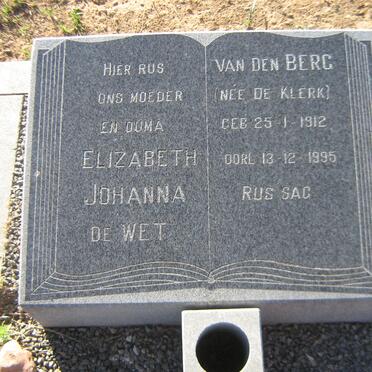 HIER RUS
ONS MOEDER
EN OUMA
ELIZABETH
JOHANNA
DE WET
VAN DEN BERG
(NEE DE KLERK)
GEB 25-1-1912
OORL 13-12-1995
RUS SAG